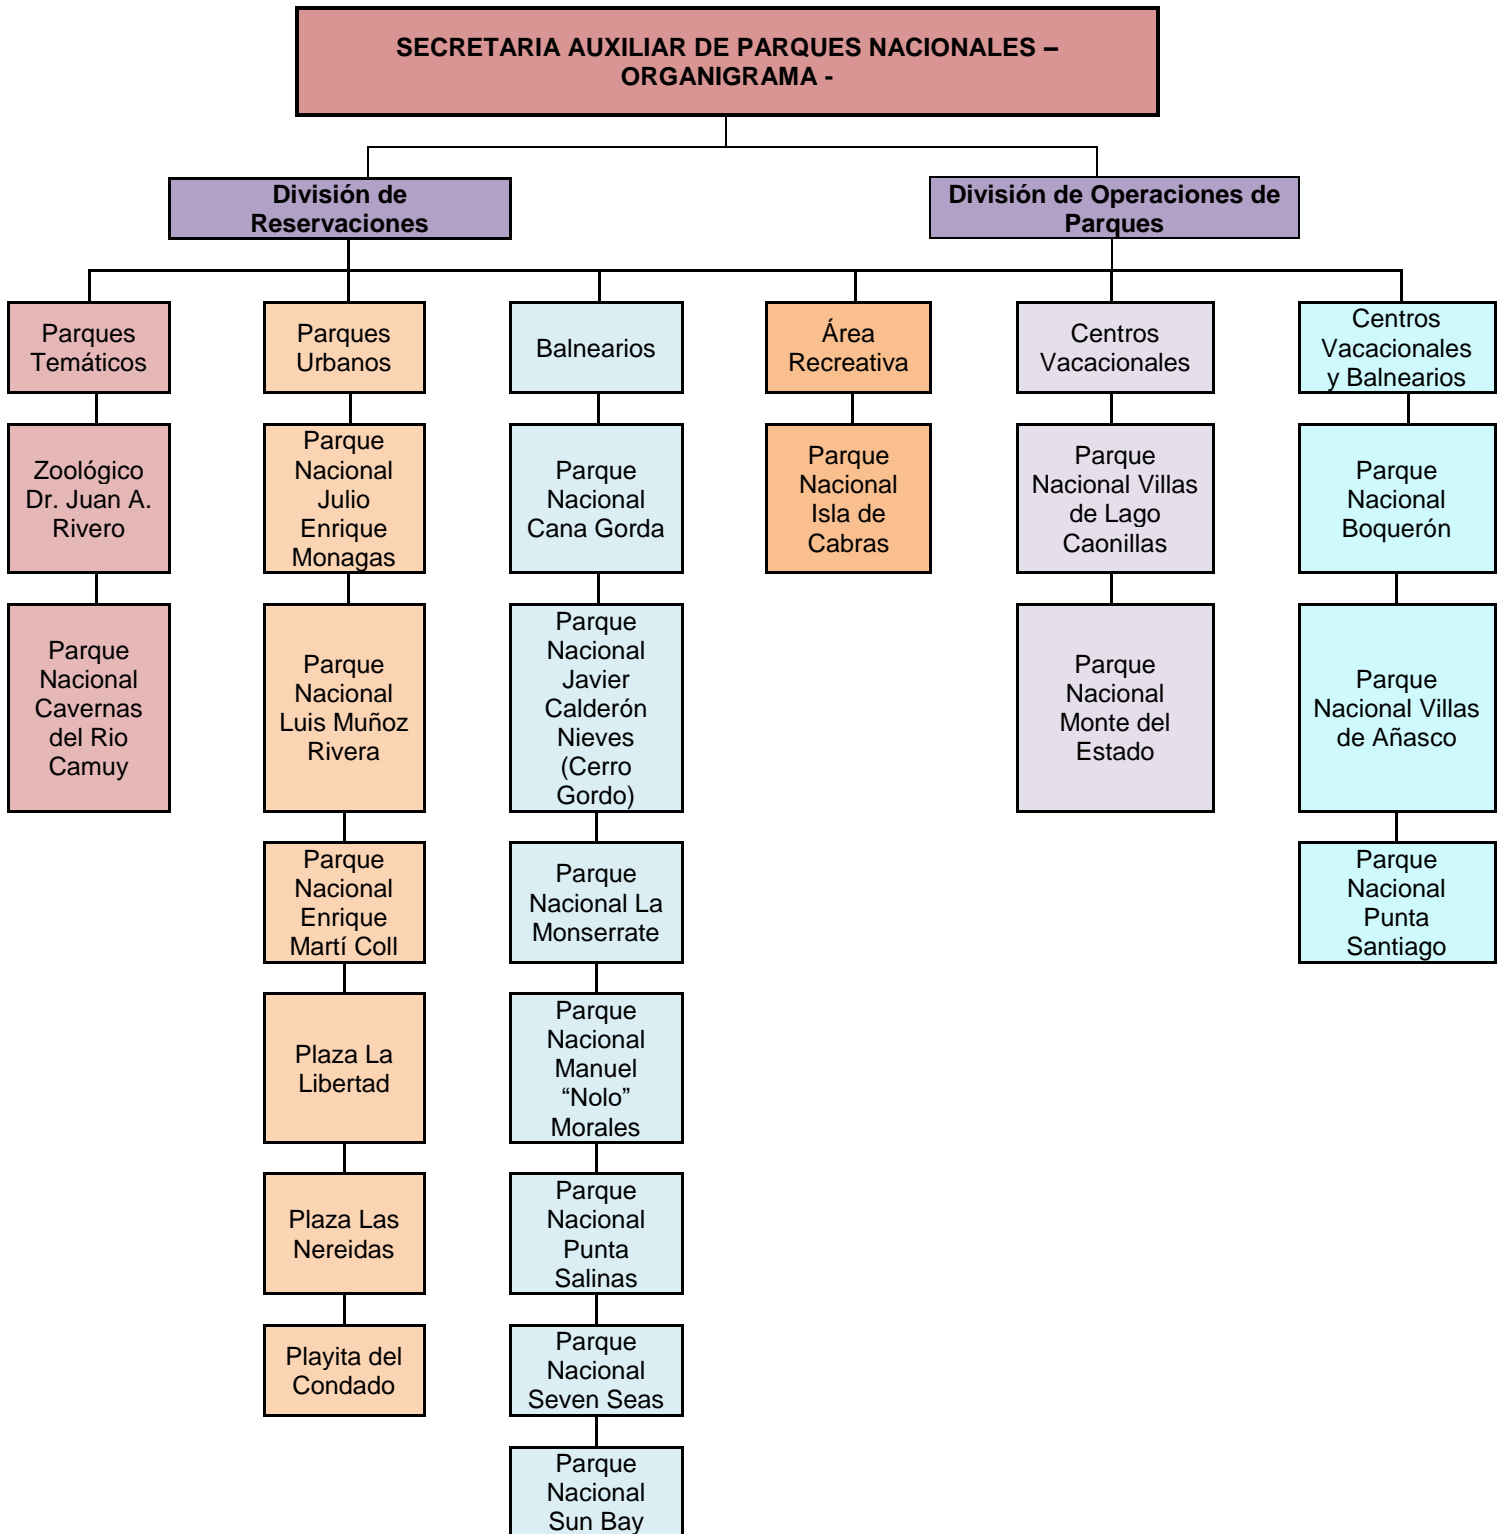 SECRETARIA AUXILIAR DE PARQUES NACIONALES –
ORGANIGRAMA -
División de
Reservaciones
División de Operaciones de
Parques
Parques
Temáticos
Parques
Urbanos
Balnearios
Área
Recreativa
Centros
Vacacionales
Centros
Vacacionales
y Balnearios
Zoológico
Dr. Juan A.
Rivero
Parque
Nacional
Julio
Enrique
Monagas
Parque
Nacional
Cana Gorda
Parque
Nacional
Isla de
Cabras
Parque
Nacional Villas
de Lago
Caonillas
Parque
Nacional
Boquerón
Parque
Nacional
Cavernas
del Rio
Camuy
Parque
Nacional
Luis Muñoz
Rivera
Parque
Nacional
Javier
Calderón
Nieves
(Cerro
Gordo)
Parque
Nacional
Monte del
Estado
Parque
Nacional Villas
de Añasco
Parque
Nacional
Enrique
Martí Coll
Parque
Nacional La
Monserrate
Parque
Nacional
Punta
Santiago
Plaza La
Libertad
Parque
Nacional
Manuel
“Nolo”
Morales
Plaza Las
Nereidas
Parque
Nacional
Punta
Salinas
Playita del
Condado
Parque
Nacional
Seven Seas
Parque
Nacional
Sun Bay